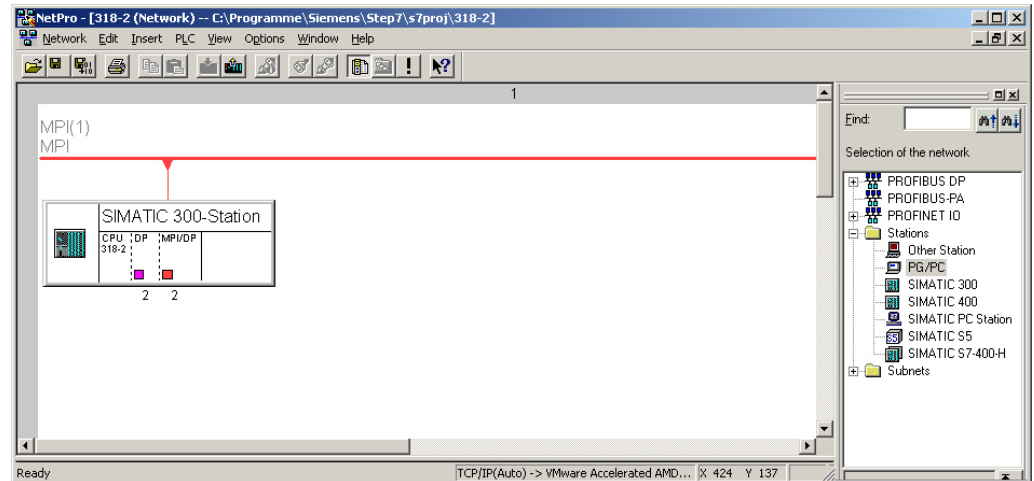 NetPro - [318-2 (Network) -- C:\Programme\Siemens\Step7\s7proj\318-2]
Network Edit Insert PLC View Options Window Help
1
MPI(1)
MPI
SIMATIC 300-Station
CPU DP MPI/DP
318-2
2 2
Find:
Selection of the network
PROFIBUS DP
PROFIBUS-PA
PROFINET IO
Stations
Other Station
PG/PC
SIMATIC 300
SIMATIC 400
SIMATIC PC Station
SIMATIC S5
SIMATIC S7-400-H
Subnets
Ready
TCP/IP(Auto) -> VMware Accelerated AMD... X 424 Y 137